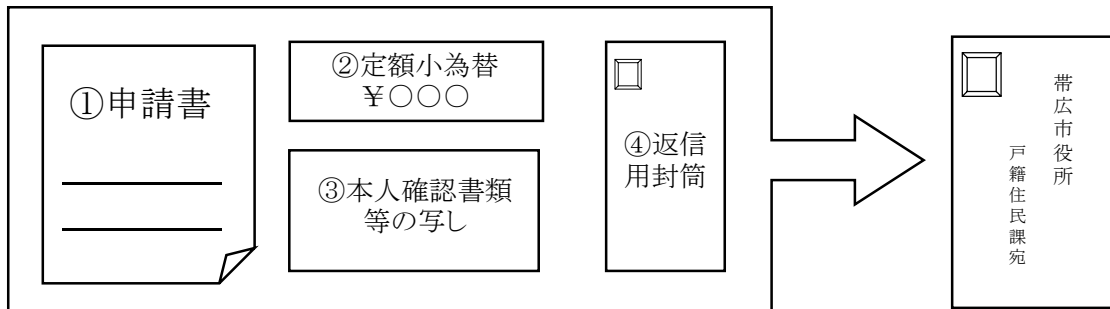 ①申請書
②定額小為替
￥○○○
③本人確認書類
等の写し
④返信
用封筒
帯広市役所
戸籍住民課宛